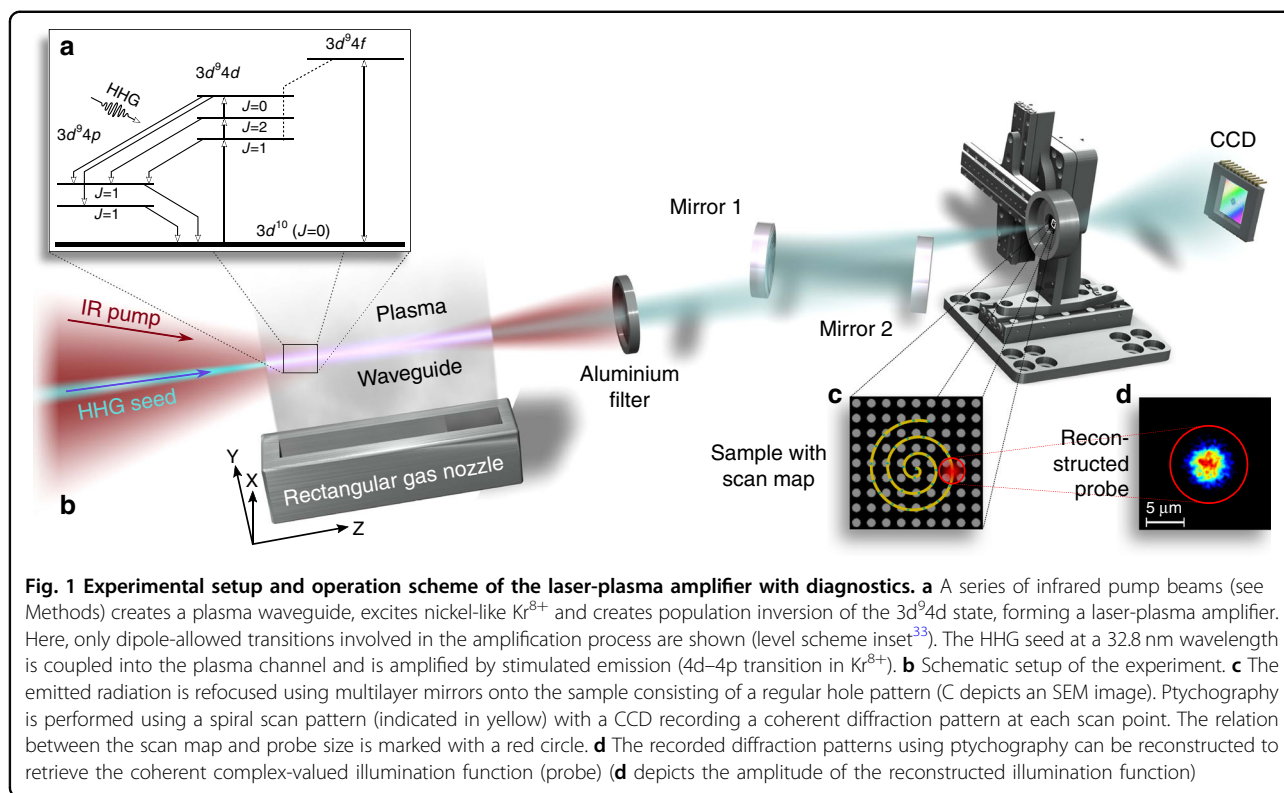 a
3d⁹4f
3d⁹4d
HHG
J=0
3d⁹4p
J=2
J=1
J=1
J=1
3d¹⁰ (J=0)
CCD
Mirror 1
IR pump
Plasma
Mirror 2
Waveguide
Aluminium
filter
HHG seed
c
d
Sample with
scan map
Recon-
structed
probe
Rectangular gas nozzle
Y
X
Z
b
5 μm
Fig. 1 Experimental setup and operation scheme of the laser-plasma amplifier with diagnostics. a A series of infrared pump beams (see
Methods) creates a plasma waveguide, excites nickel-like Kr⁸⁺ and creates population inversion of the 3d⁹4d state, forming a laser-plasma amplifier.
Here, only dipole-allowed transitions involved in the amplification process are shown (level scheme inset³³). The HHG seed at a 32.8 nm wavelength
is coupled into the plasma channel and is amplified by stimulated emission (4d–4p transition in Kr⁸⁺). b Schematic setup of the experiment. c The
emitted radiation is refocused using multilayer mirrors onto the sample consisting of a regular hole pattern (C depicts an SEM image). Ptychography
is performed using a spiral scan pattern (indicated in yellow) with a CCD recording a coherent diffraction pattern at each scan point. The relation
between the scan map and probe size is marked with a red circle. d The recorded diffraction patterns using ptychography can be reconstructed to
retrieve the coherent complex-valued illumination function (probe) (d depicts the amplitude of the reconstructed illumination function)